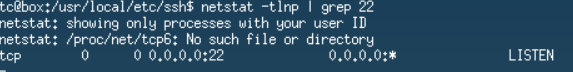 tc@box:/usr/local/etc/ssh$ netstat -tlnp | grep 22
netstat: showing only processes with your user ID
netstat: /proc/net/tcp6: No such file or directory
tcp        0      0 0.0.0.0:22              0.0.0.0:*               LISTEN